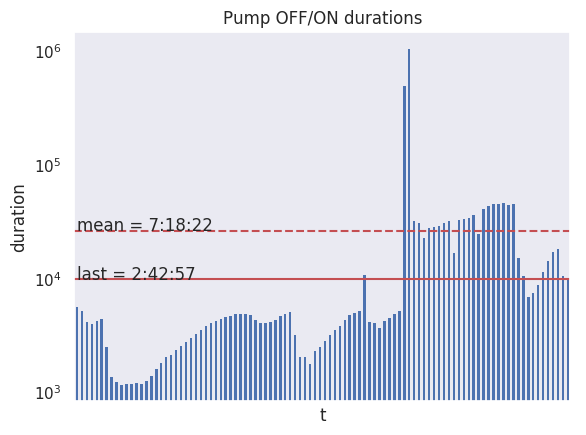 Pump OFF/ON durations
10⁶
10⁵
mean = 7:18:22
last = 2:42:57
10⁴
10³
duration
t